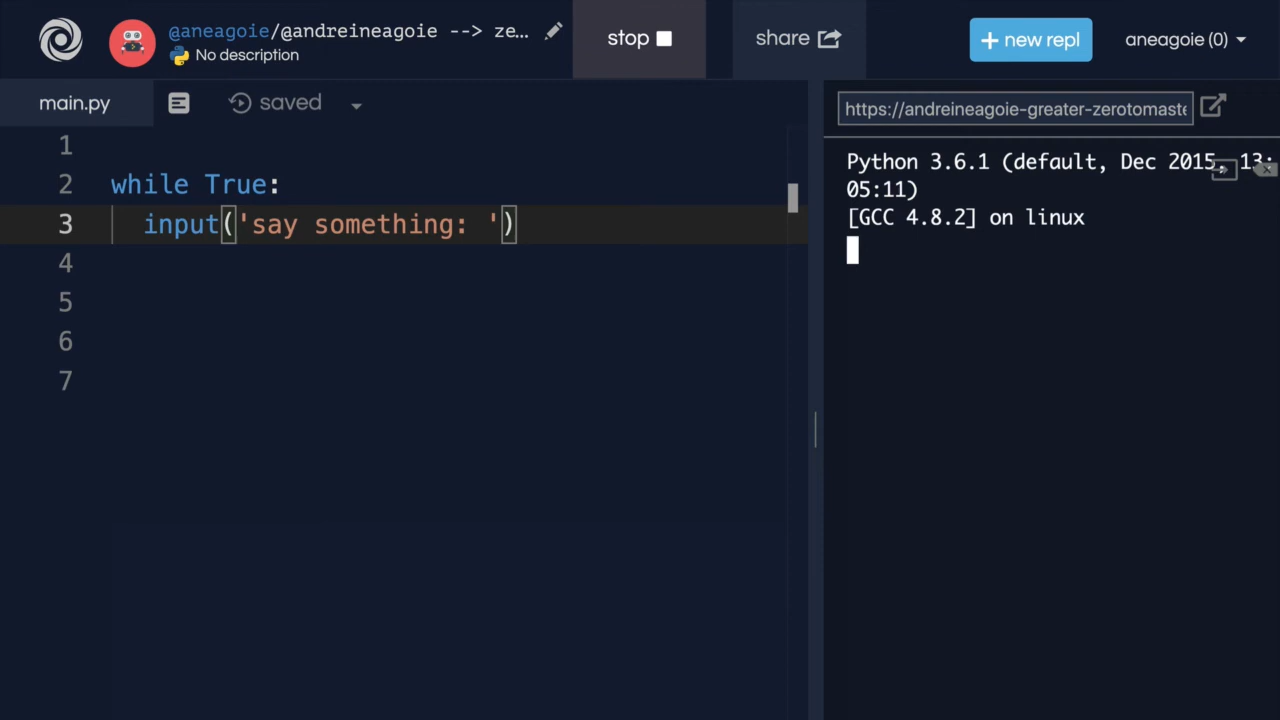 @aneagoie/@andreineagoie --> ze...
No description
stop
share
+ new repl
aneagoie (0)
main.py
saved
https://andreineagoie-greater-zerotomaste
1
2 while True:
3 input('say something: ')
4
5
6
7
Python 3.6.1 (default, Dec 2015, 13:
05:11)
[GCC 4.8.2] on linux